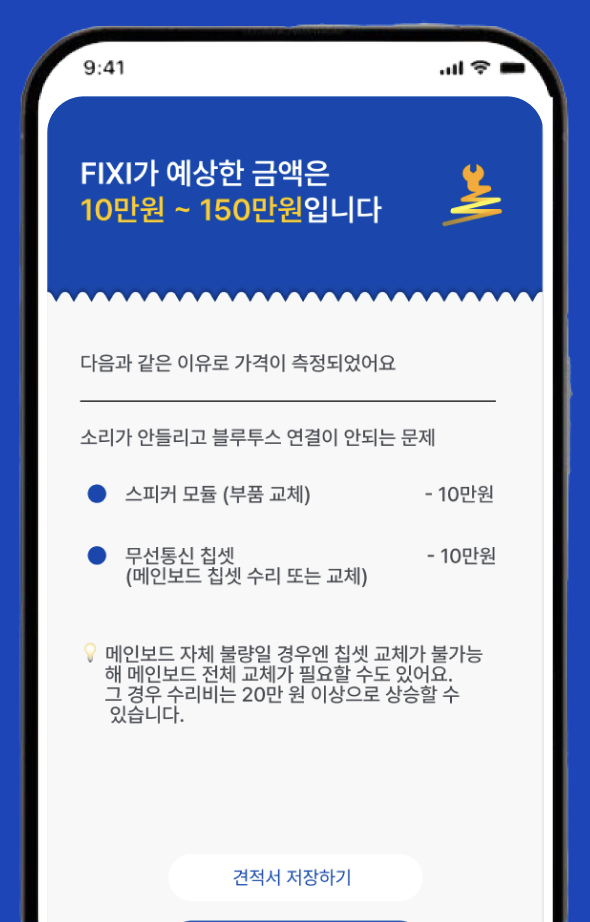 9:41
FIXI가 예상한 금액은
10만원 ~ 150만원입니다
다음과 같은 이유로 가격이 측정되었어요
소리가 안들리고 블루투스 연결이 안되는 문제
스피커 모듈 (부품 교체) - 10만원
무선통신 칩셋 - 10만원
(메인보드 칩셋 수리 또는 교체)
메인보드 자체 불량일 경우엔 칩셋 교체가 불가능
해 메인보드 전체 교체가 필요할 수도 있어요.
그 경우 수리비는 20만 원 이상으로 상승할 수
있습니다.
견적서 저장하기